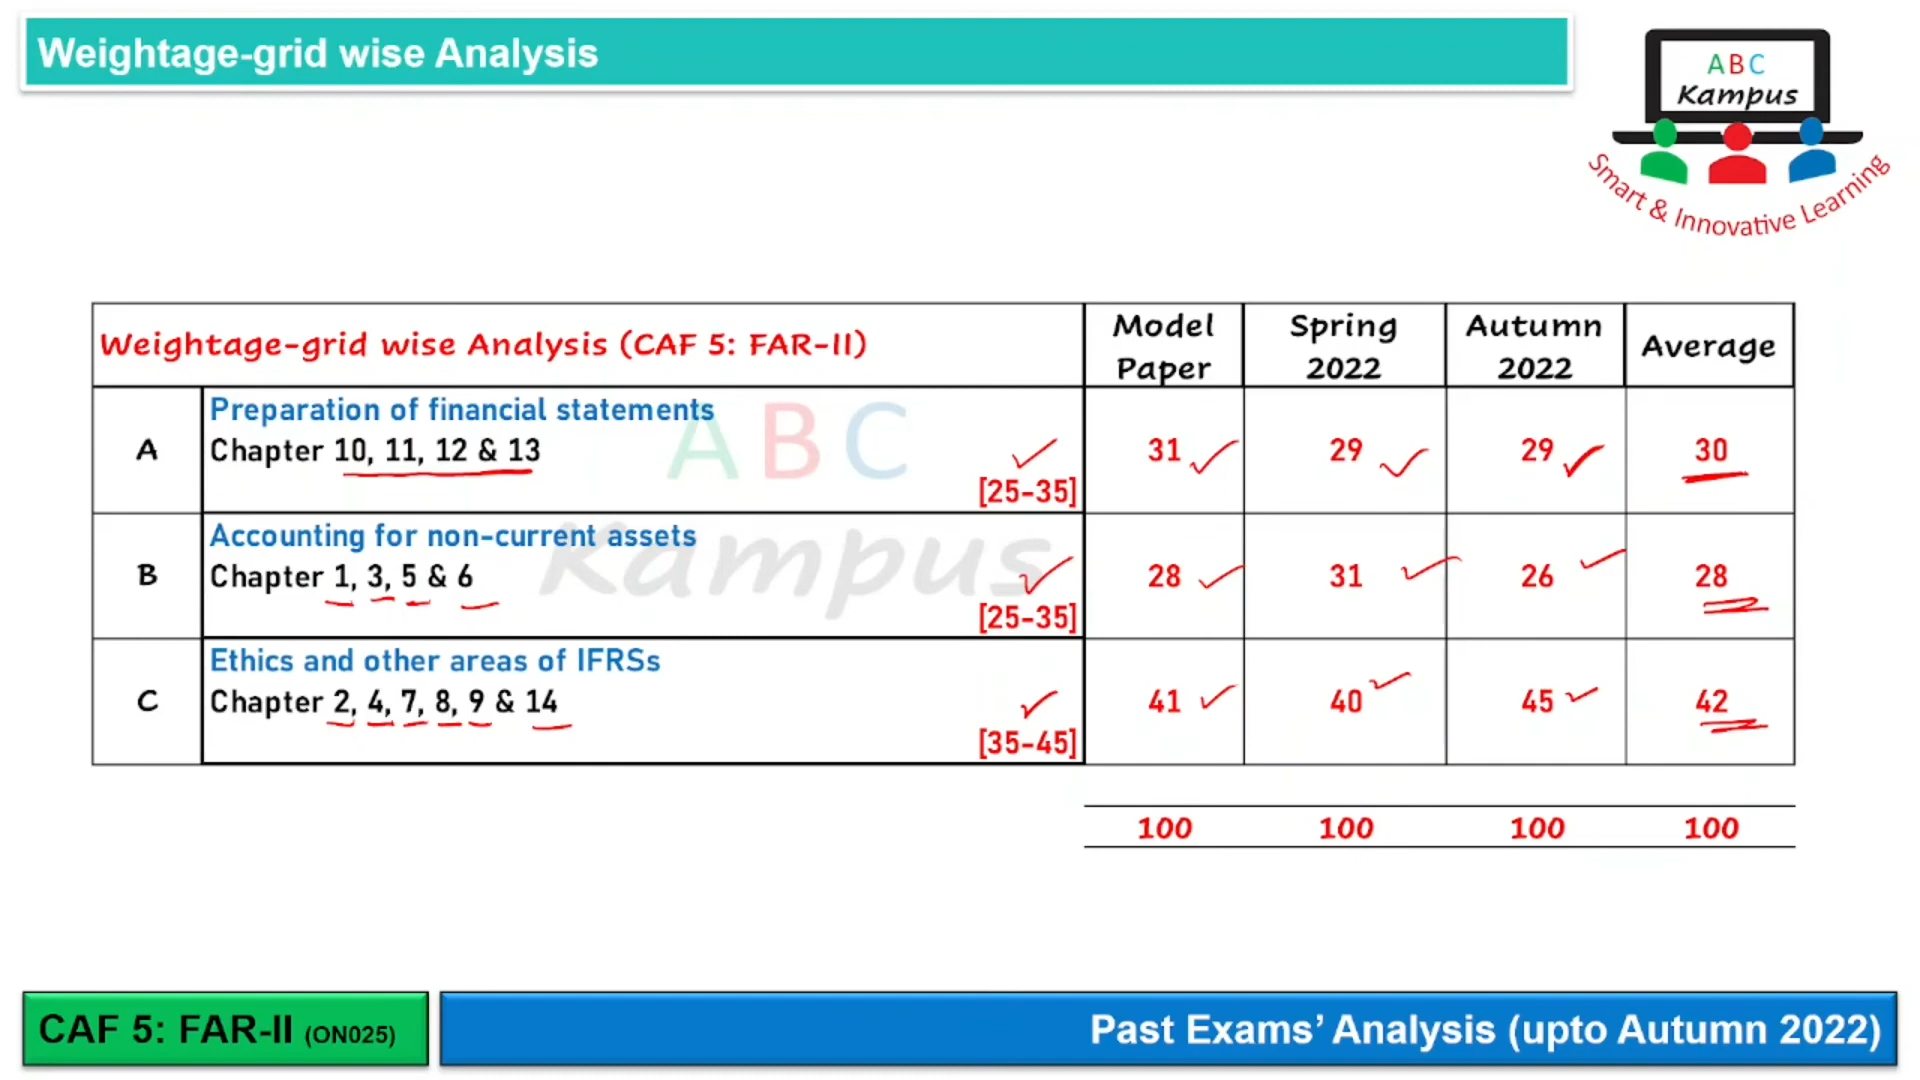 Weightage-grid wise Analysis
ABC
Kampus
Smart & Innovative Learning
Weightage-grid wise Analysis (CAF 5: FAR-II)
Model Paper
Spring 2022
Autumn 2022
Average
A
Preparation of financial statements
Chapter 10, 11, 12 & 13
[25-35]
31
29
29
30
B
Accounting for non-current assets
Chapter 1, 3, 5 & 6
[25-35]
28
31
26
28
C
Ethics and other areas of IFRSs
Chapter 2, 4, 7, 8, 9 & 14
[35-45]
41
40
45
42
100
100
100
100
ABC
Kampus
CAF 5: FAR-II (ON025)
Past Exams' Analysis (upto Autumn 2022)